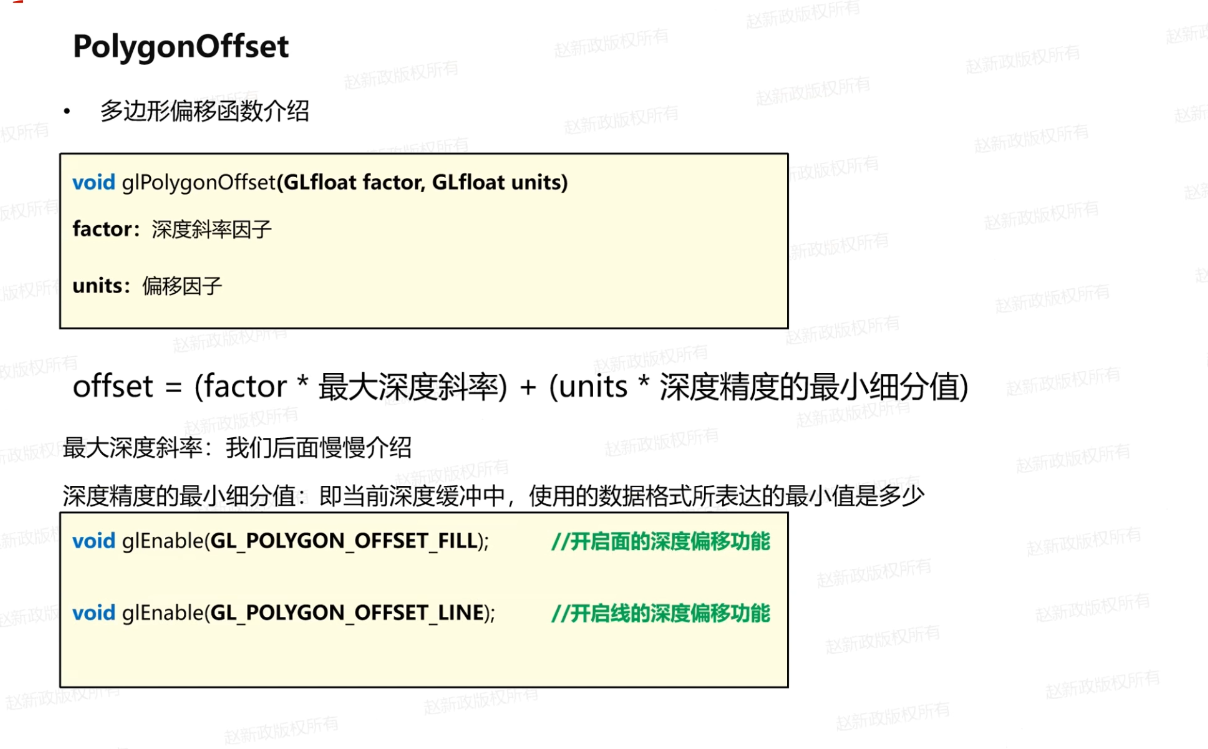 PolygonOffset
• 多边形偏移函数介绍
void glPolygonOffset(GLfloat factor, GLfloat units)
factor：深度斜率因子
units：偏移因子
offset = (factor * 最大深度斜率) + (units * 深度精度的最小细分值)
最大深度斜率：我们后面慢慢介绍
深度精度的最小细分值：即当前深度缓冲中，使用的数据格式所表达的最小值是多少
void glEnable(GL_POLYGON_OFFSET_FILL); //开启面的深度偏移功能
void glEnable(GL_POLYGON_OFFSET_LINE); //开启线的深度偏移功能
赵新政版权所有